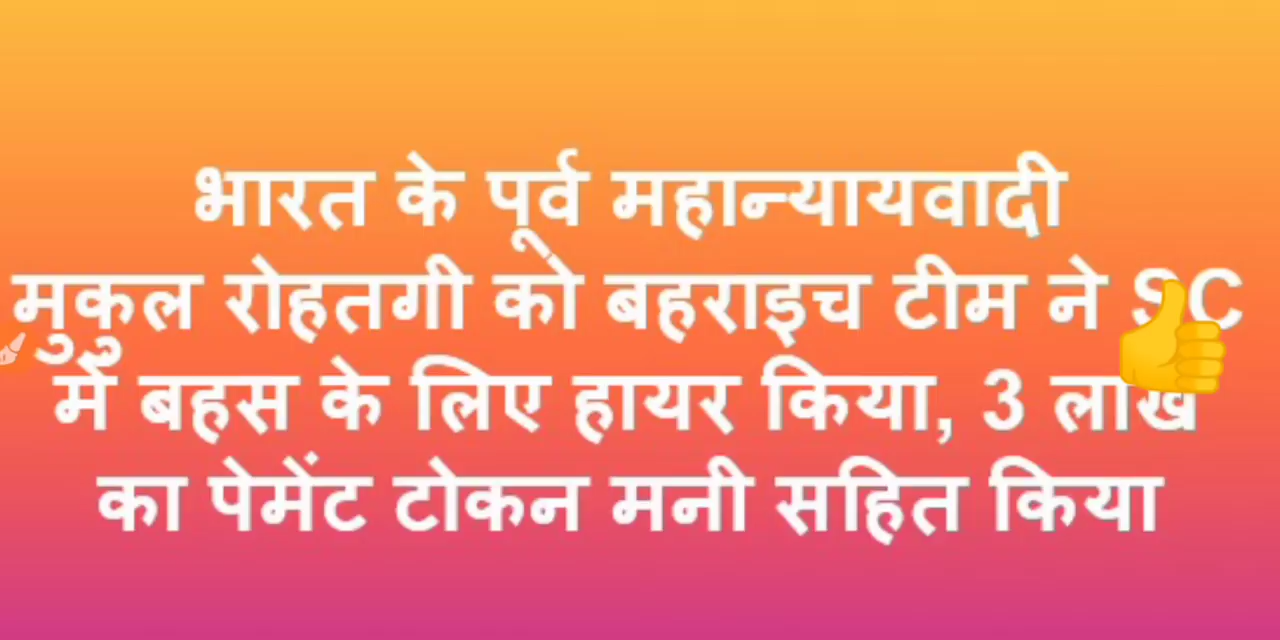 भारत के पूर्व महान्यायवादी
मुकुल रोहतगी को बहराइच टीम ने SC
में बहस के लिए हायर किया, 3 लाख
का पेमेंट टोकन मनी सहित किया